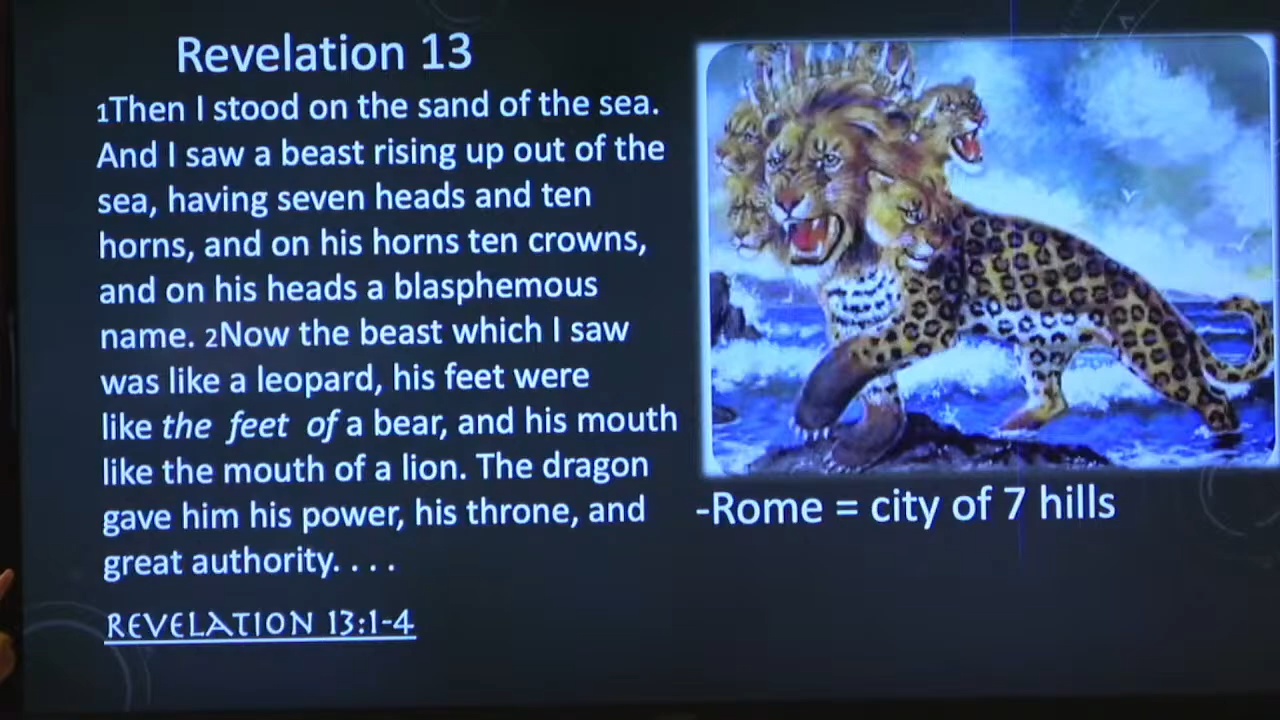 Revelation 13
1Then I stood on the sand of the sea.
And I saw a beast rising up out of the
sea, having seven heads and ten
horns, and on his horns ten crowns,
and on his heads a blasphemous
name. 2Now the beast which I saw
was like a leopard, his feet were
like the feet of a bear, and his mouth
like the mouth of a lion. The dragon
gave him his power, his throne, and
great authority. . . .
REVELATION 13:1-4
-Rome = city of 7 hills